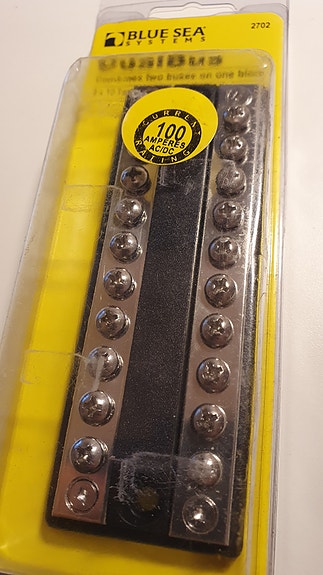 2702
BLUE SEA
SYSTEMS
DualBus
Combines two buses on one block
CURRENT
100
AMPERES
AC/DC
RATING